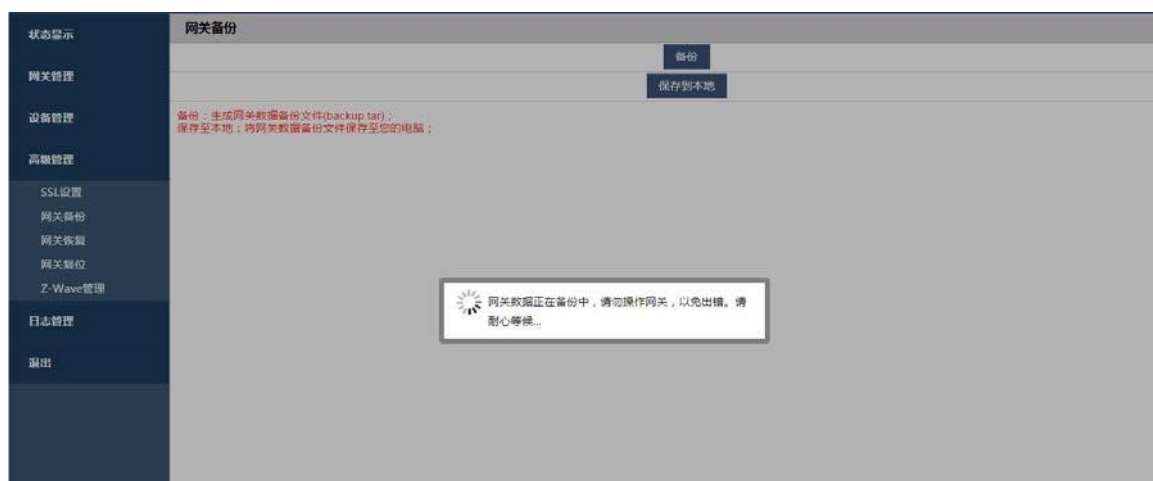 状态显示
网关管理
设备管理
高级管理
SSL设置
网关备份
网关恢复
网关复位
Z-Wave管理
日志管理
退出
网关备份
备份
保存到本地
备份：生成网关数据备份文件(backup.tar)；
保存至本地：将网关数据备份文件保存至您的电脑；
网关数据正在备份中，请勿操作网关，以免出错。请
耐心等候...